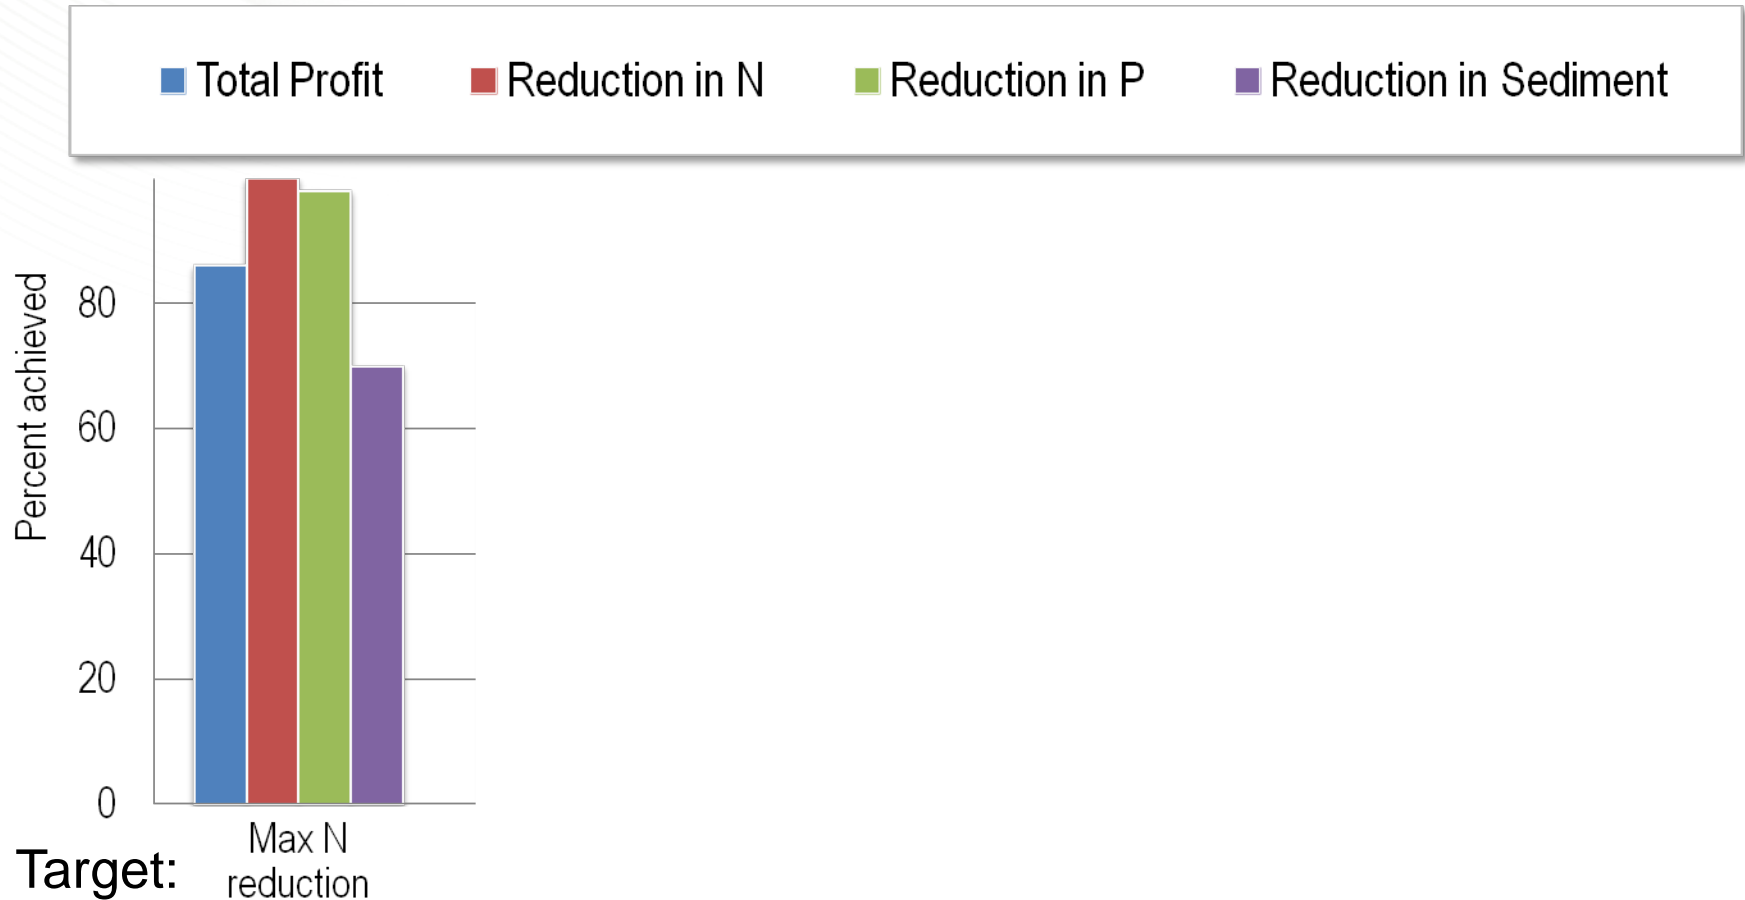 Total Profit Reduction in N Reduction in P Reduction in Sediment
Percent achieved
80
60
40
20
0
Max N
reduction
Target: